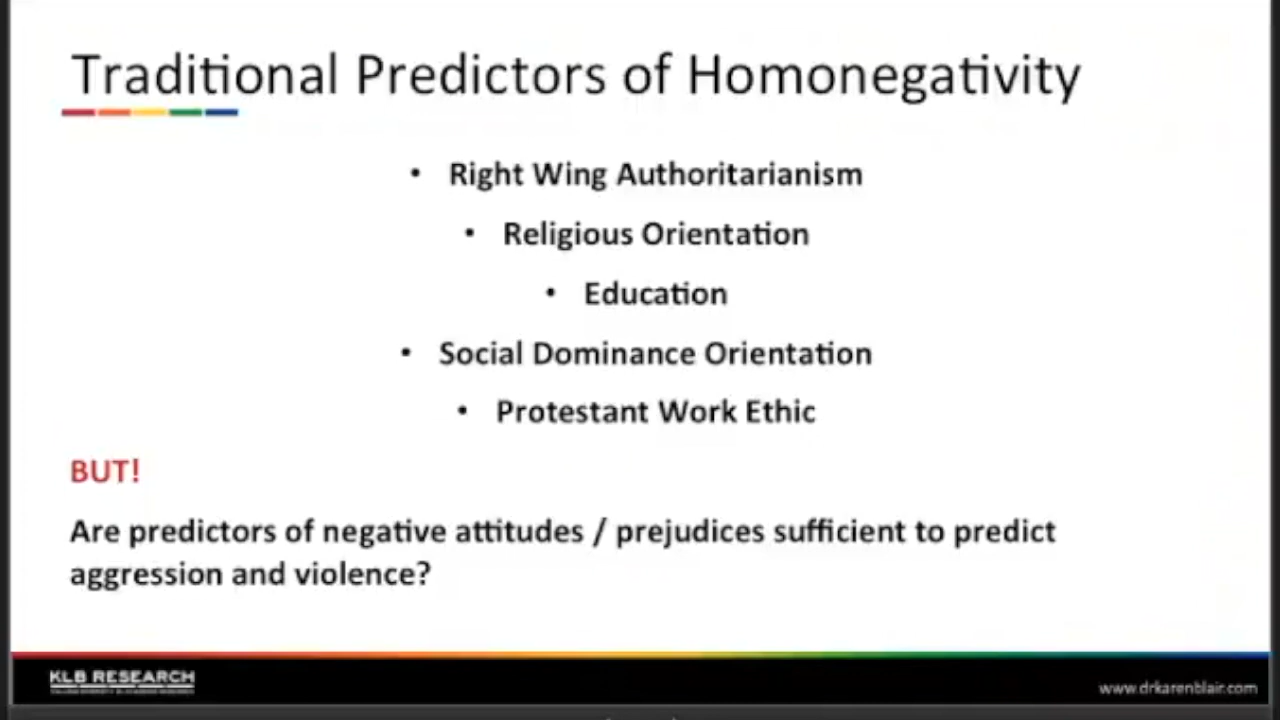 Traditional Predictors of Homonegativity
• Right Wing Authoritarianism
• Religious Orientation
• Education
• Social Dominance Orientation
• Protestant Work Ethic
BUT!
Are predictors of negative attitudes / prejudices sufficient to predict
aggression and violence?
KLB RESEARCH
www.drkarenblair.com